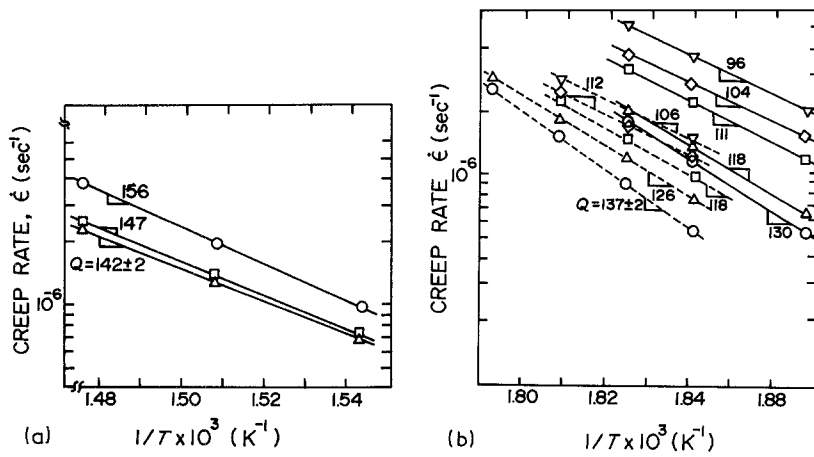 CREEP RATE, ε̇ (sec⁻¹)
10⁻⁶
156
147
Q=142±2
1.48
1.50
1.52
1.54
(a)
1/T×10³ (K⁻¹)
CREEP RATE ε̇ (sec⁻¹)
10⁻⁶
96
104
111
112
106
118
126
118
Q=137±2
130
1.80
1.82
1.84
1.86
1.88
(b)
1/T×10³ (K⁻¹)